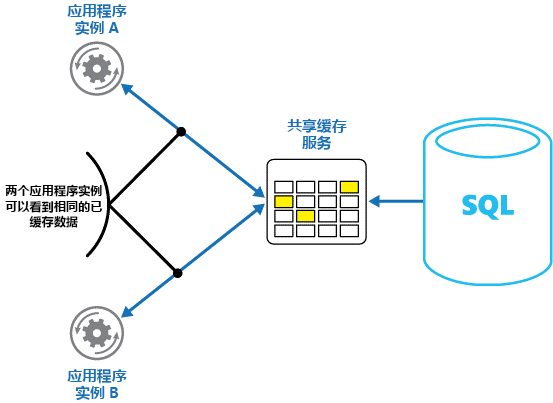 应用程序
实例 A
共享缓存
服务
两个应用程序实例
可以看到相同的已
缓存数据
SQL
应用程序
实例 B